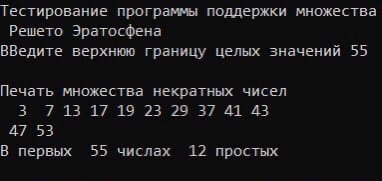 Тестирование программы поддержки множества
Решето Эратосфена
ВВедите верхнюю границу целых значений 55
Печать множества некратных чисел
3 7 13 17 19 23 29 37 41 43
47 53
В первых 55 числах 12 простых